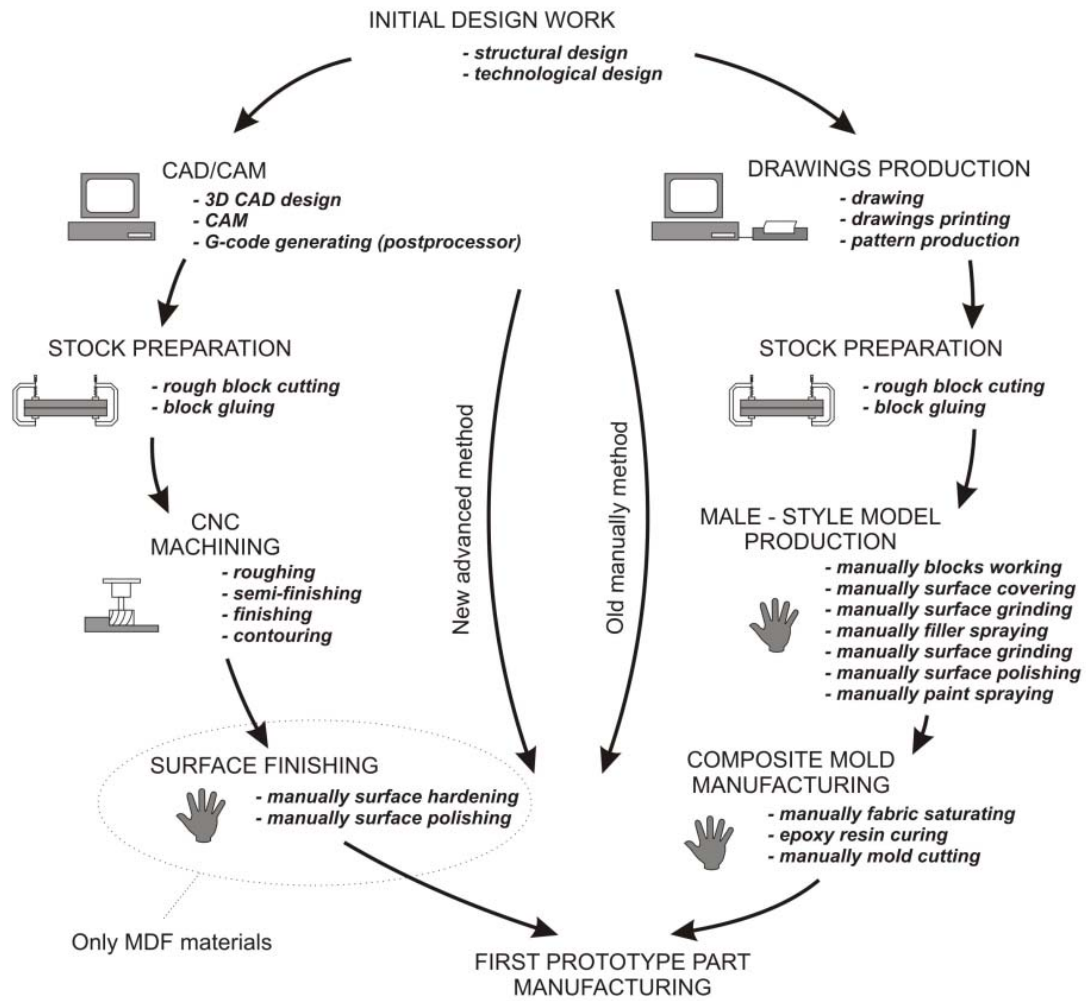 INITIAL DESIGN WORK
- structural design
- technological design
CAD/CAM
- 3D CAD design
- CAM
- G-code generating (postprocessor)
DRAWINGS PRODUCTION
- drawing
- drawings printing
- pattern production
STOCK PREPARATION
- rough block cutting
- block gluing
STOCK PREPARATION
- rough block cuting
- block gluing
New advanced method
Old manually method
CNC
MACHINING
- roughing
- semi-finishing
- finishing
- contouring
MALE - STYLE MODEL
PRODUCTION
- manually blocks working
- manually surface covering
- manually surface grinding
- manually filler spraying
- manually surface grinding
- manually surface polishing
- manually paint spraying
SURFACE FINISHING
- manually surface hardening
- manually surface polishing
COMPOSITE MOLD
MANUFACTURING
- manually fabric saturating
- epoxy resin curing
- manually mold cutting
Only MDF materials
FIRST PROTOTYPE PART
MANUFACTURING